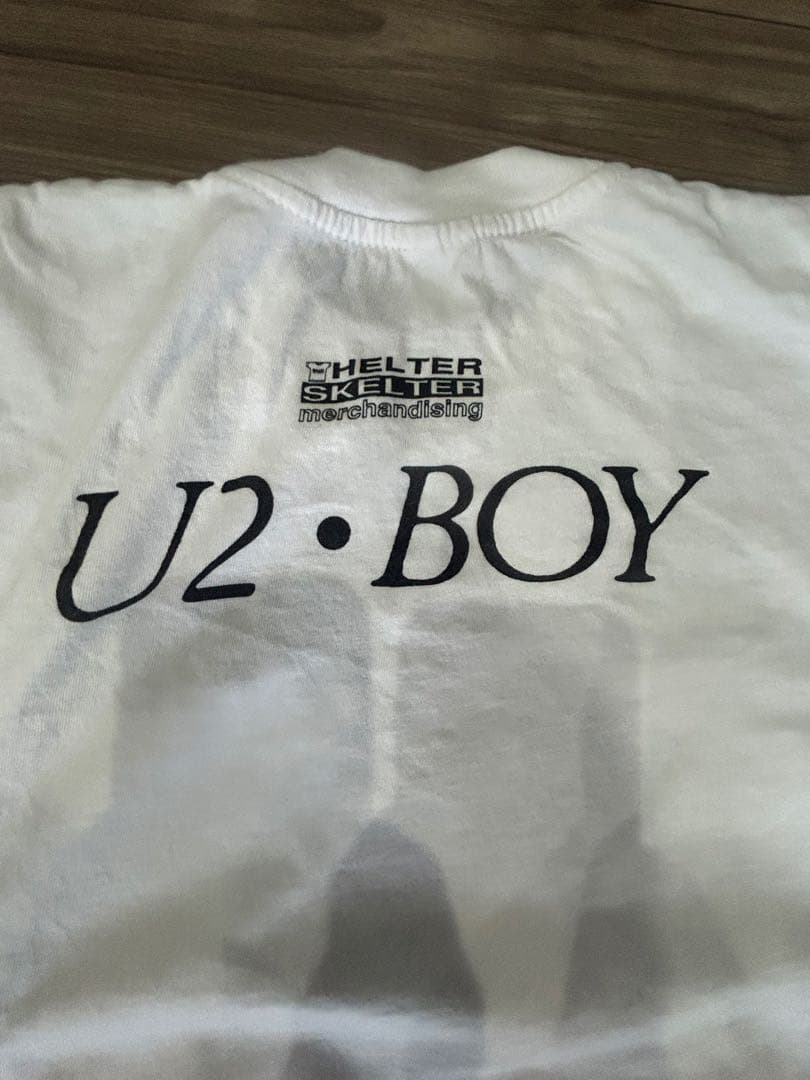 HELTER
SKELTER
merchandising
U2 • BOY